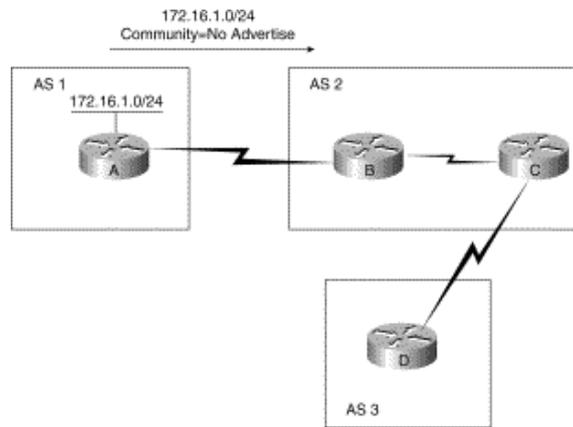 172.16.1.0/24
Community=No Advertise
AS 1
172.16.1.0/24
A
AS 2
B
C
D
AS 3